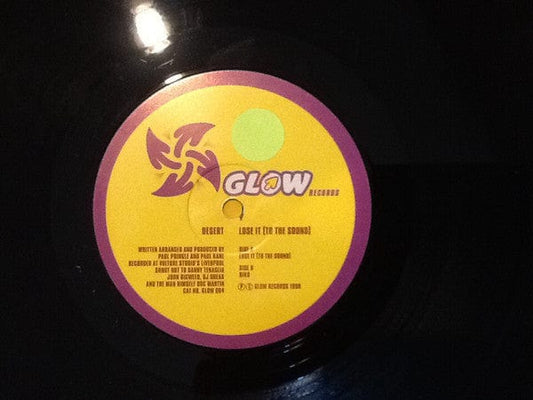 GLOW
RECORDS
DESERT LOSE IT (TO THE SOUND)
WRITTEN ARRANGED AND PRODUCED BY
PAUL PRINGLE AND PAUL KANE
RECORDED AT VULTURE STUDIO'S LIVERPOOL
SHOUT OUT TO DANNY TENAGLIA
JOHN DIGWEED, DJ
AND THE MAN HIMSELF DOC MARTIN
CAT NO. GLOW 004
SIDE
LOSE IT (TO THE SOUND)
SIDE B
P C GLOW RECORDS 1998